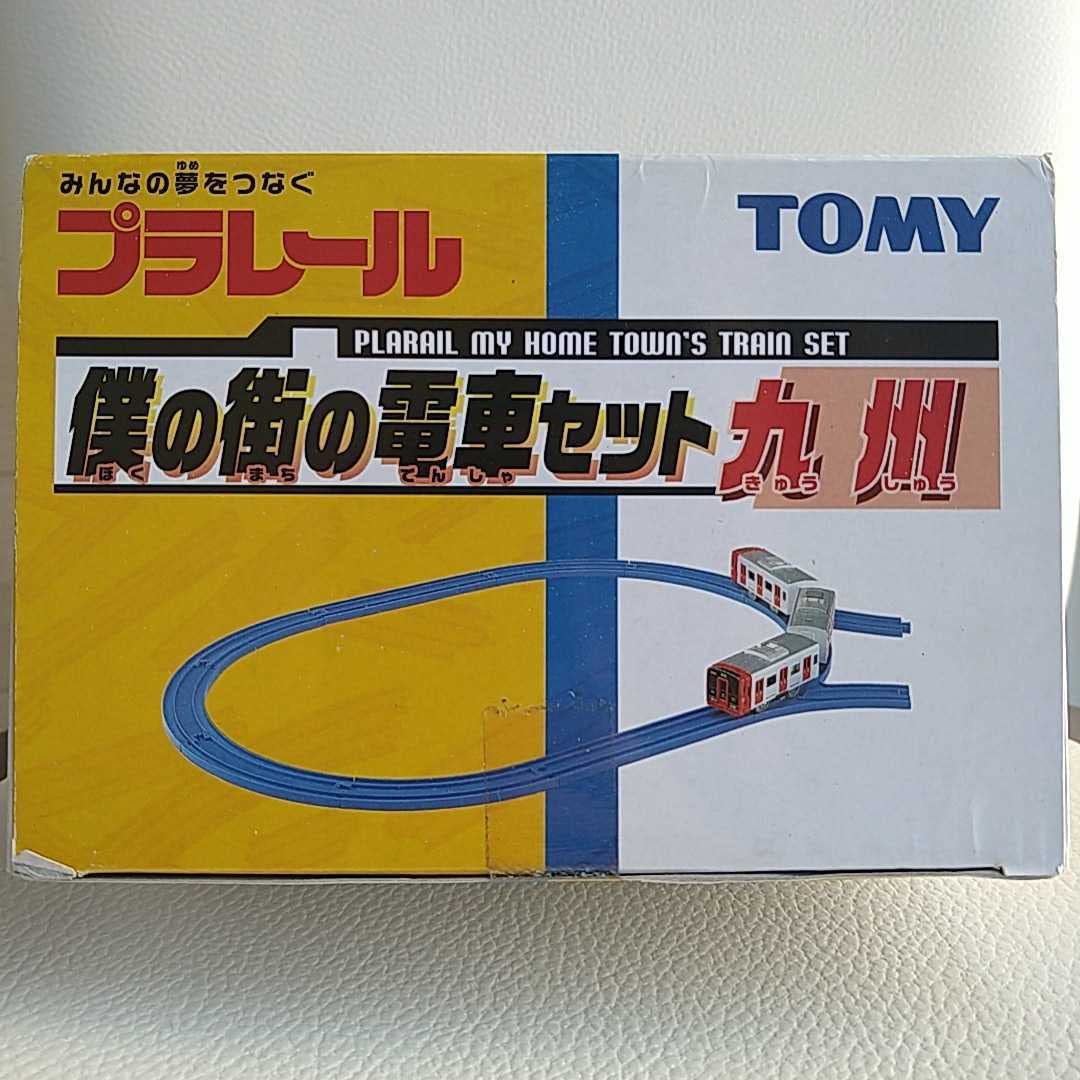 ゆめ
みんなの夢をつなぐ
プラレール
TOMY
PLARAIL MY HOME TOWN'S TRAIN SET
僕の街の電車セット 九州
ぼく まち でんしゃ きゅう しゅう